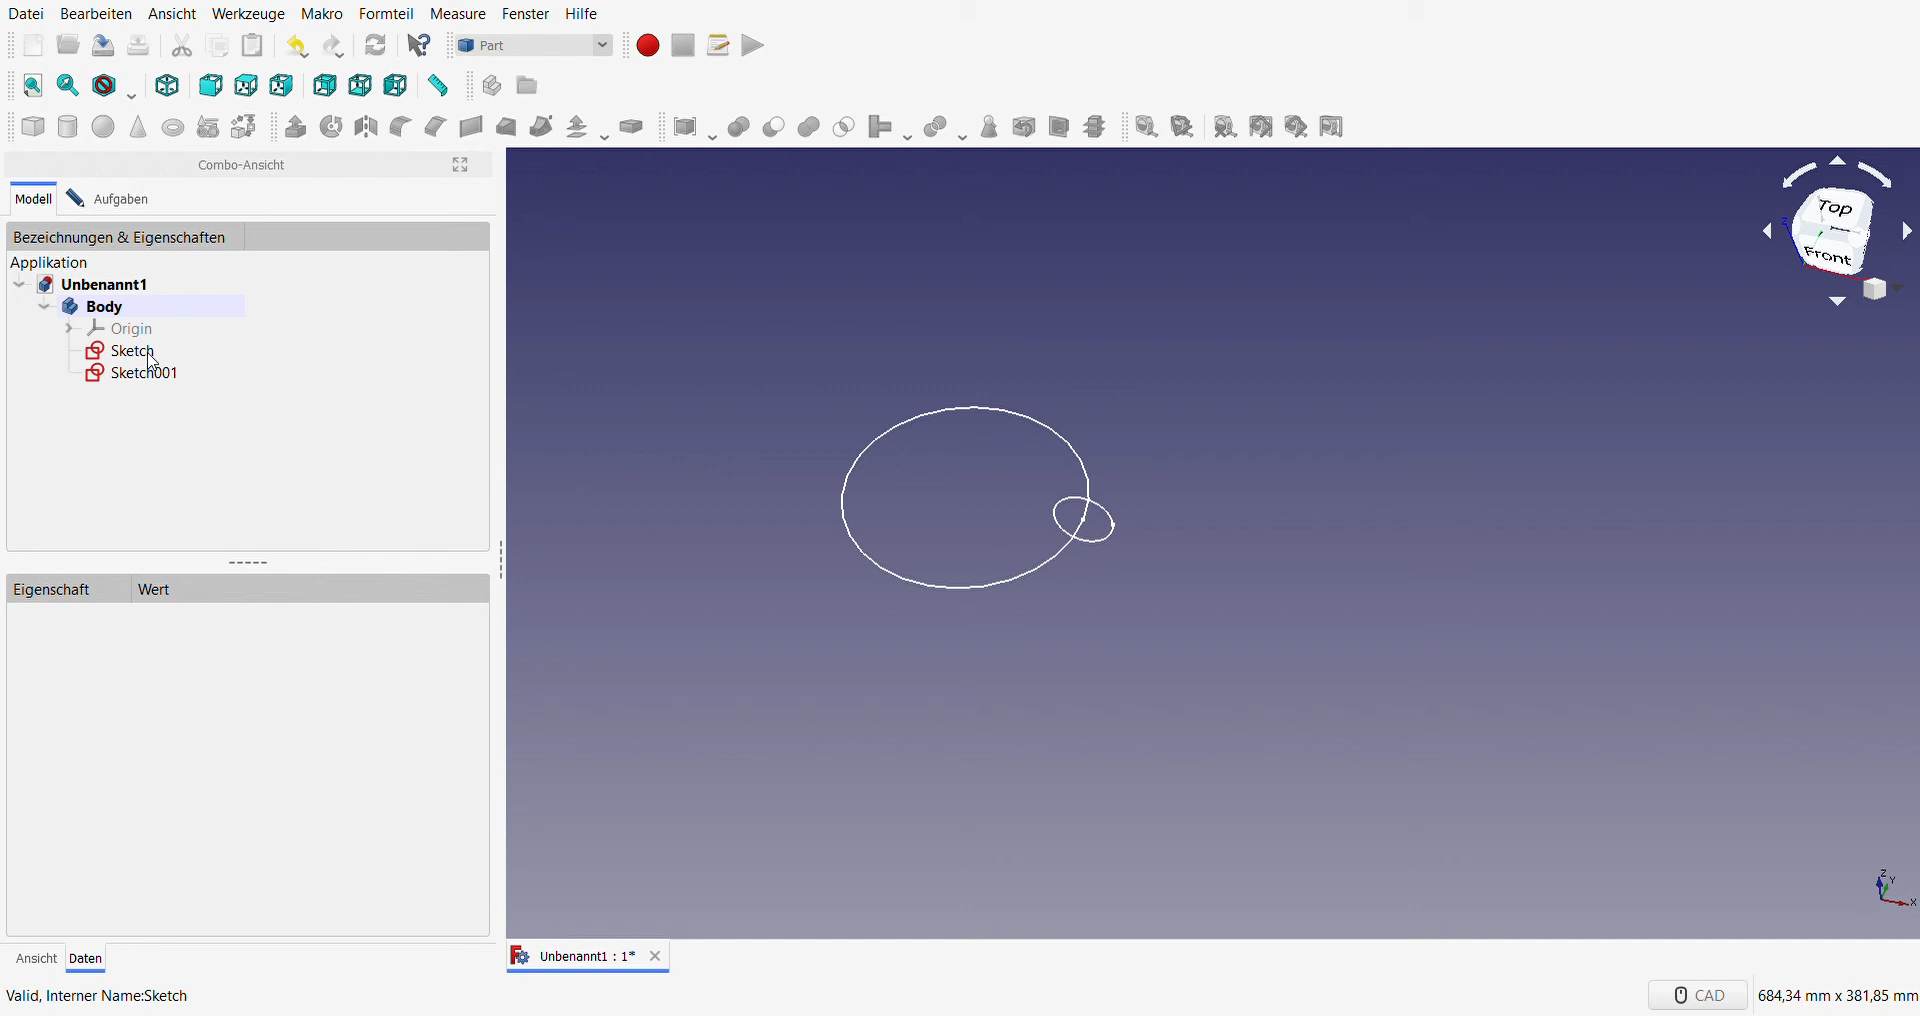 Datei Bearbeiten Ansicht Werkzeuge Makro Formteil Measure Fenster Hilfe
Part
Combo-Ansicht
Modell Aufgaben
Bezeichnungen & Eigenschaften
Applikation
Unbenannt1
Body
Origin
Sketch
Sketch001
Top
Front
Z
Eigenschaft Wert
Z
Y
X
Ansicht Daten
Unbenannt1 : 1*
Valid, Interner Name:Sketch
CAD 684,34 mm x 381,85 mm